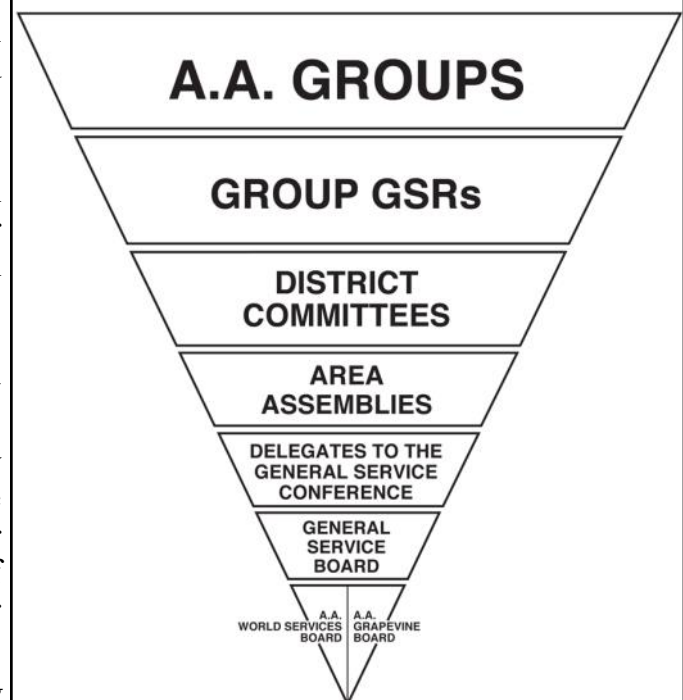 A.A. GROUPS
GROUP GSRs
DISTRICT
COMMITTEES
AREA
ASSEMBLIES
DELEGATES TO THE
GENERAL SERVICE
CONFERENCE
GENERAL
SERVICE
BOARD
A.A.
WORLD SERVICES
BOARD
A.A.
GRAPEVINE
BOARD